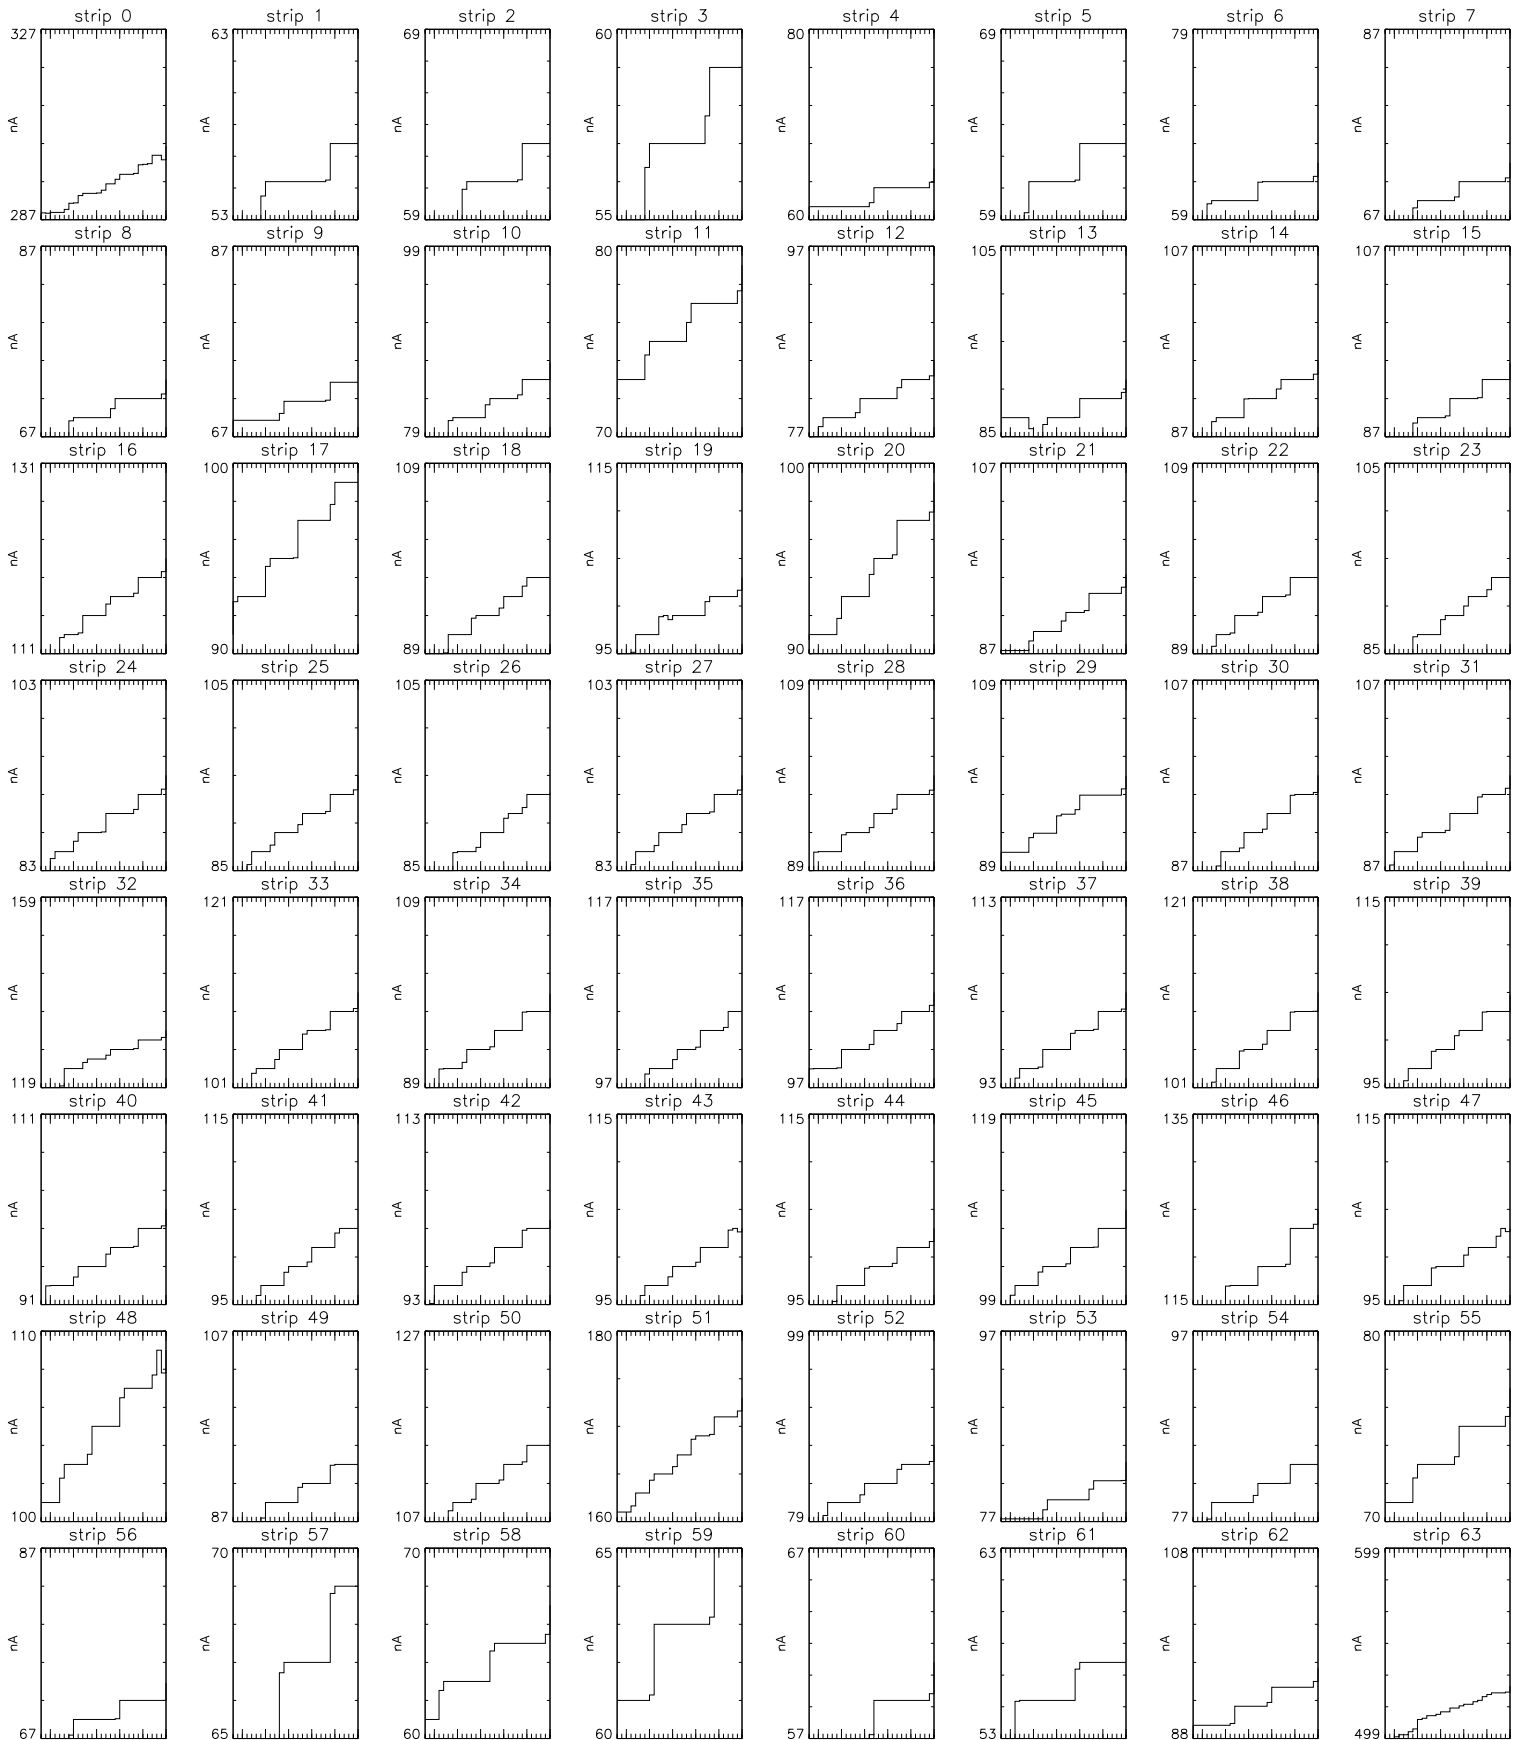 strip 0 strip 1 strip 2 strip 3 strip 4 strip 5 strip 6 strip 7
327 63 69 60 80 69 79 87
nA nA nA nA nA nA nA nA
287 53 59 55 60 59 59 67
strip 8 strip 9 strip 10 strip 11 strip 12 strip 13 strip 14 strip 15
87 87 99 80 97 105 107 107
nA nA nA nA nA nA nA nA
67 67 79 70 77 85 87 87
strip 16 strip 17 strip 18 strip 19 strip 20 strip 21 strip 22 strip 23
131 100 109 115 100 107 109 105
nA nA nA nA nA nA nA nA
111 90 89 95 90 87 89 85
strip 24 strip 25 strip 26 strip 27 strip 28 strip 29 strip 30 strip 31
103 105 105 103 109 109 107 107
nA nA nA nA nA nA nA nA
83 85 85 83 89 89 87 87
strip 32 strip 33 strip 34 strip 35 strip 36 strip 37 strip 38 strip 39
159 121 109 117 117 113 121 115
nA nA nA nA nA nA nA nA
119 101 89 97 97 93 101 95
strip 40 strip 41 strip 42 strip 43 strip 44 strip 45 strip 46 strip 47
111 115 113 115 115 119 135 115
nA nA nA nA nA nA nA nA
91 95 93 95 95 99 115 95
strip 48 strip 49 strip 50 strip 51 strip 52 strip 53 strip 54 strip 55
110 107 127 180 99 97 97 80
nA nA nA nA nA nA nA nA
100 87 107 160 79 77 77 70
strip 56 strip 57 strip 58 strip 59 strip 60 strip 61 strip 62 strip 63
87 70 70 65 67 63 108 599
nA nA nA nA nA nA nA nA
67 65 60 60 57 53 88 499